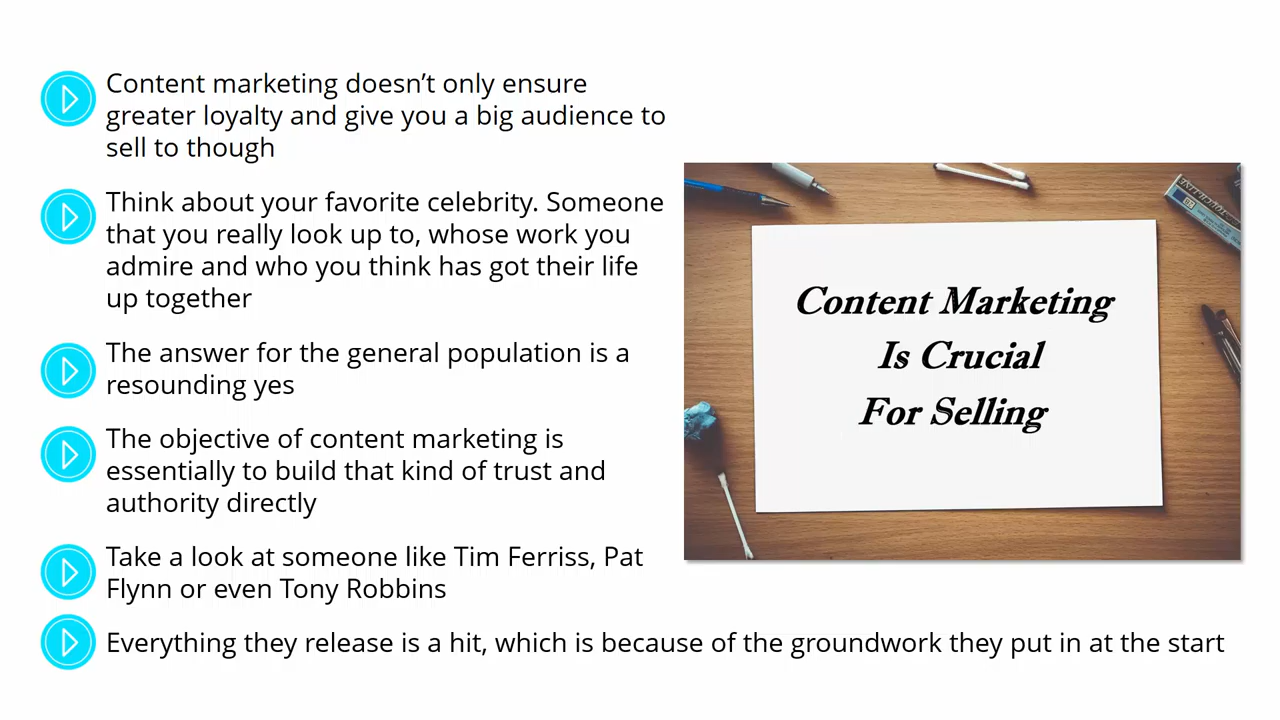 Content marketing doesn’t only ensure
greater loyalty and give you a big audience to
sell to though
Think about your favorite celebrity. Someone
that you really look up to, whose work you
admire and who you think has got their life
up together
The answer for the general population is a
resounding yes
The objective of content marketing is
essentially to build that kind of trust and
authority directly
Take a look at someone like Tim Ferriss, Pat
Flynn or even Tony Robbins
Everything they release is a hit, which is because of the groundwork they put in at the start
Content Marketing
Is Crucial
For Selling